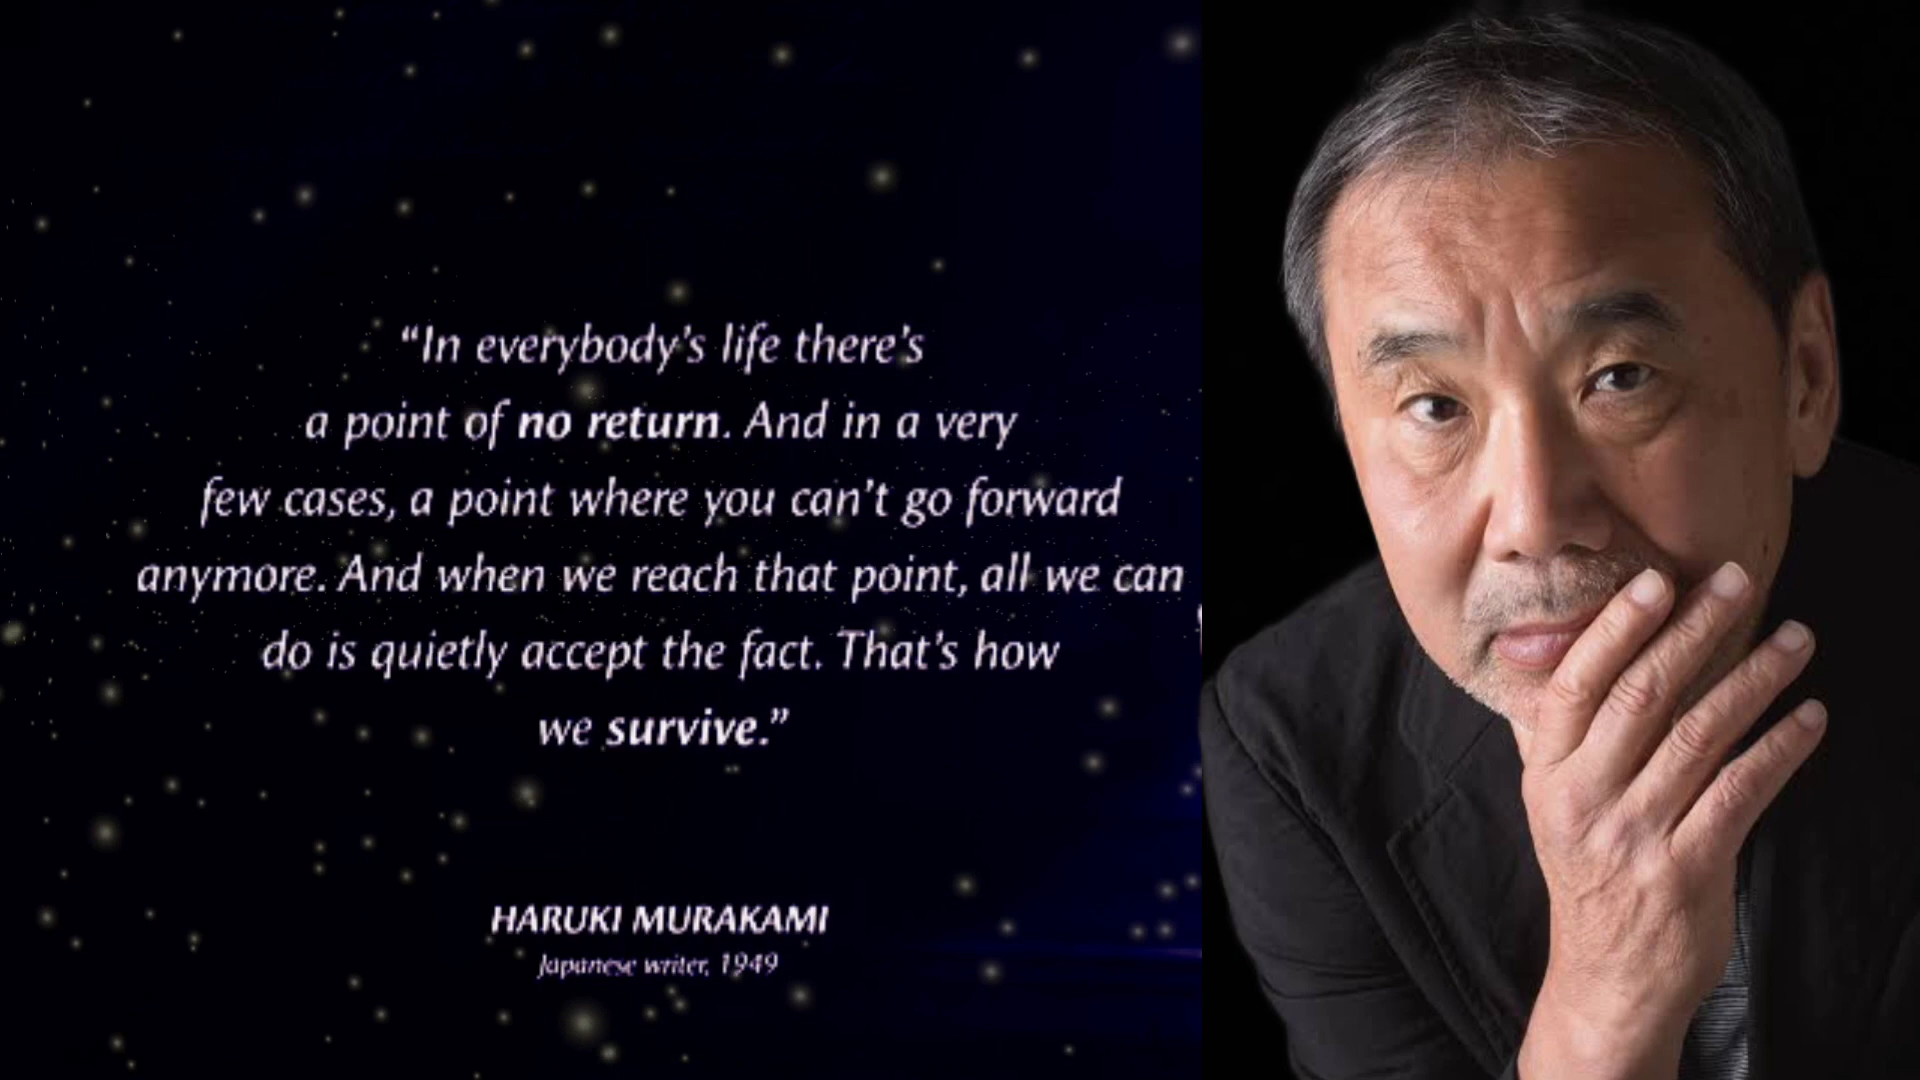 “In everybody’s life there’s
a point of no return. And in a very
few cases, a point where you can’t go forward
anymore. And when we reach that point, all we can
do is quietly accept the fact. That’s how
we survive.”
HARUKI MURAKAMI
Japanese writer, 1949